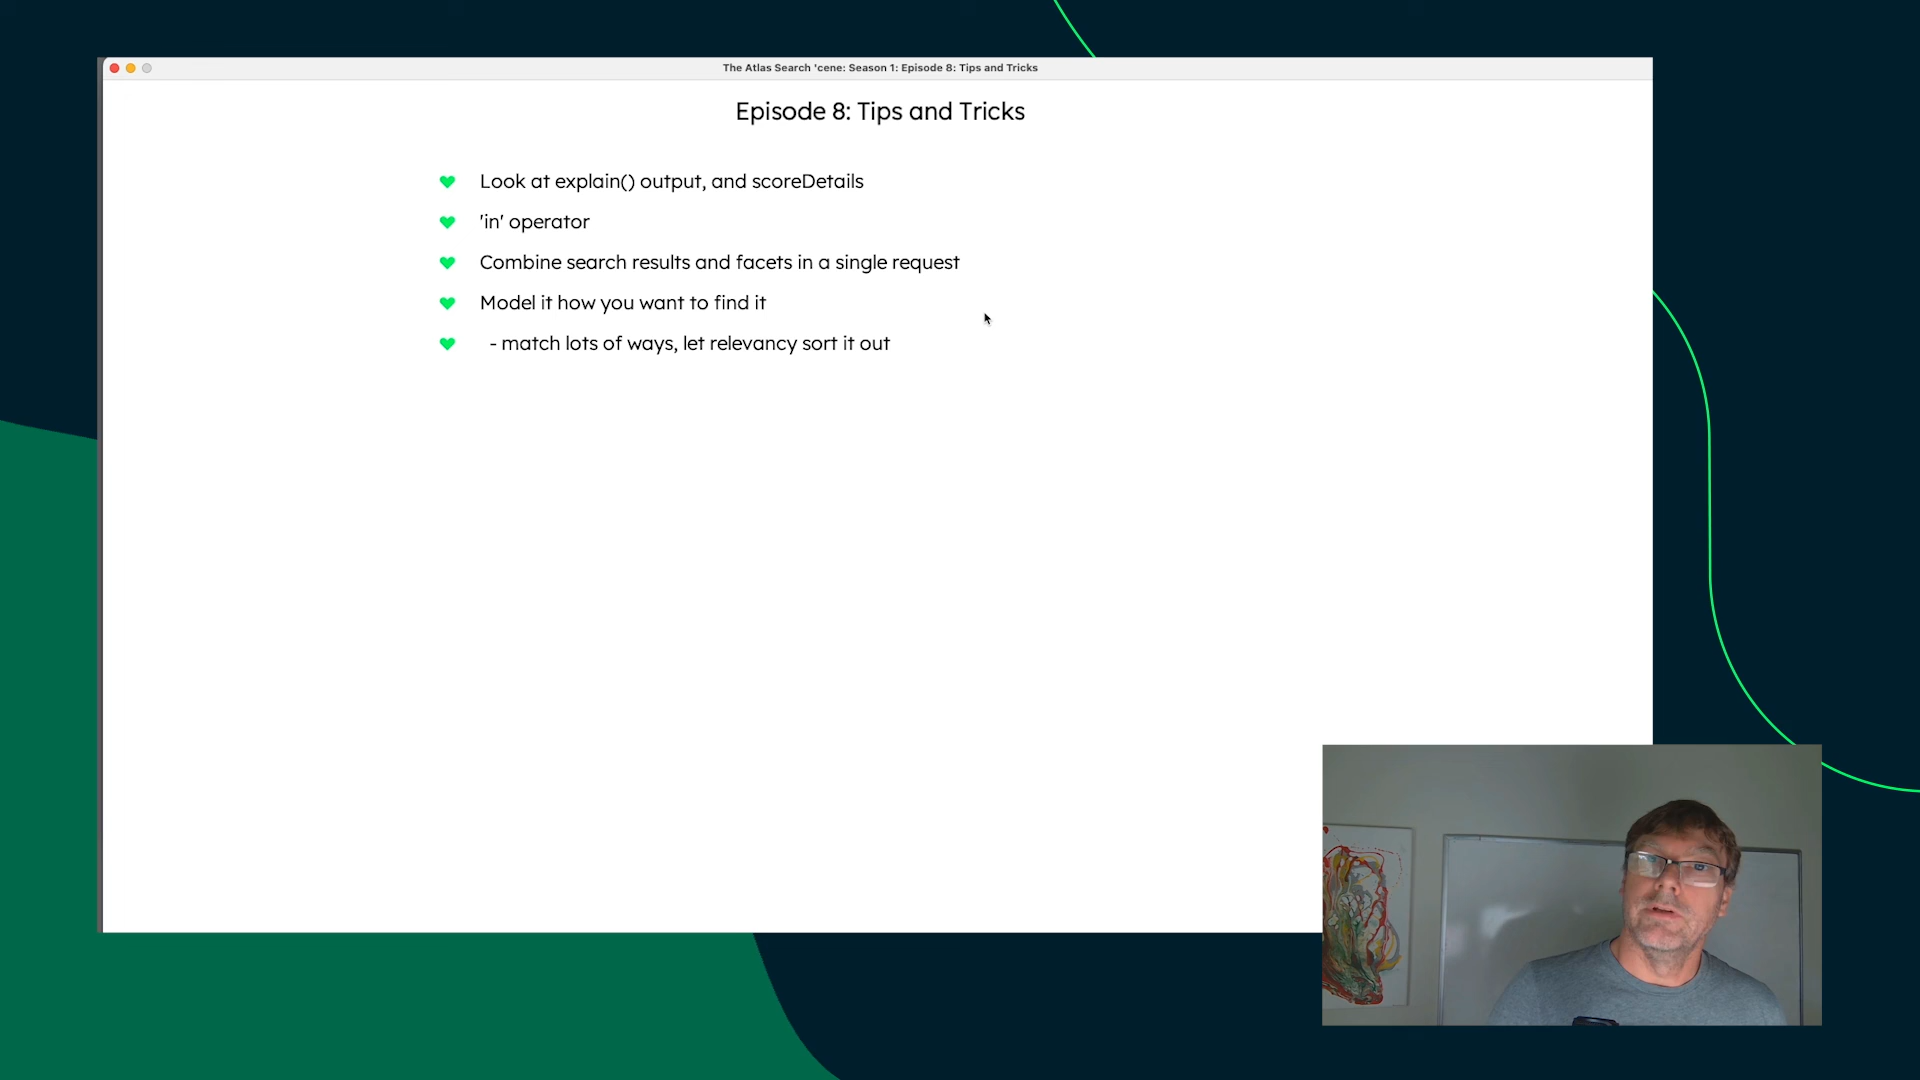 The Atlas Search 'cene: Season 1: Episode 8: Tips and Tricks
Episode 8: Tips and Tricks
Look at explain() output, and scoreDetails
'in' operator
Combine search results and facets in a single request
Model it how you want to find it
- match lots of ways, let relevancy sort it out